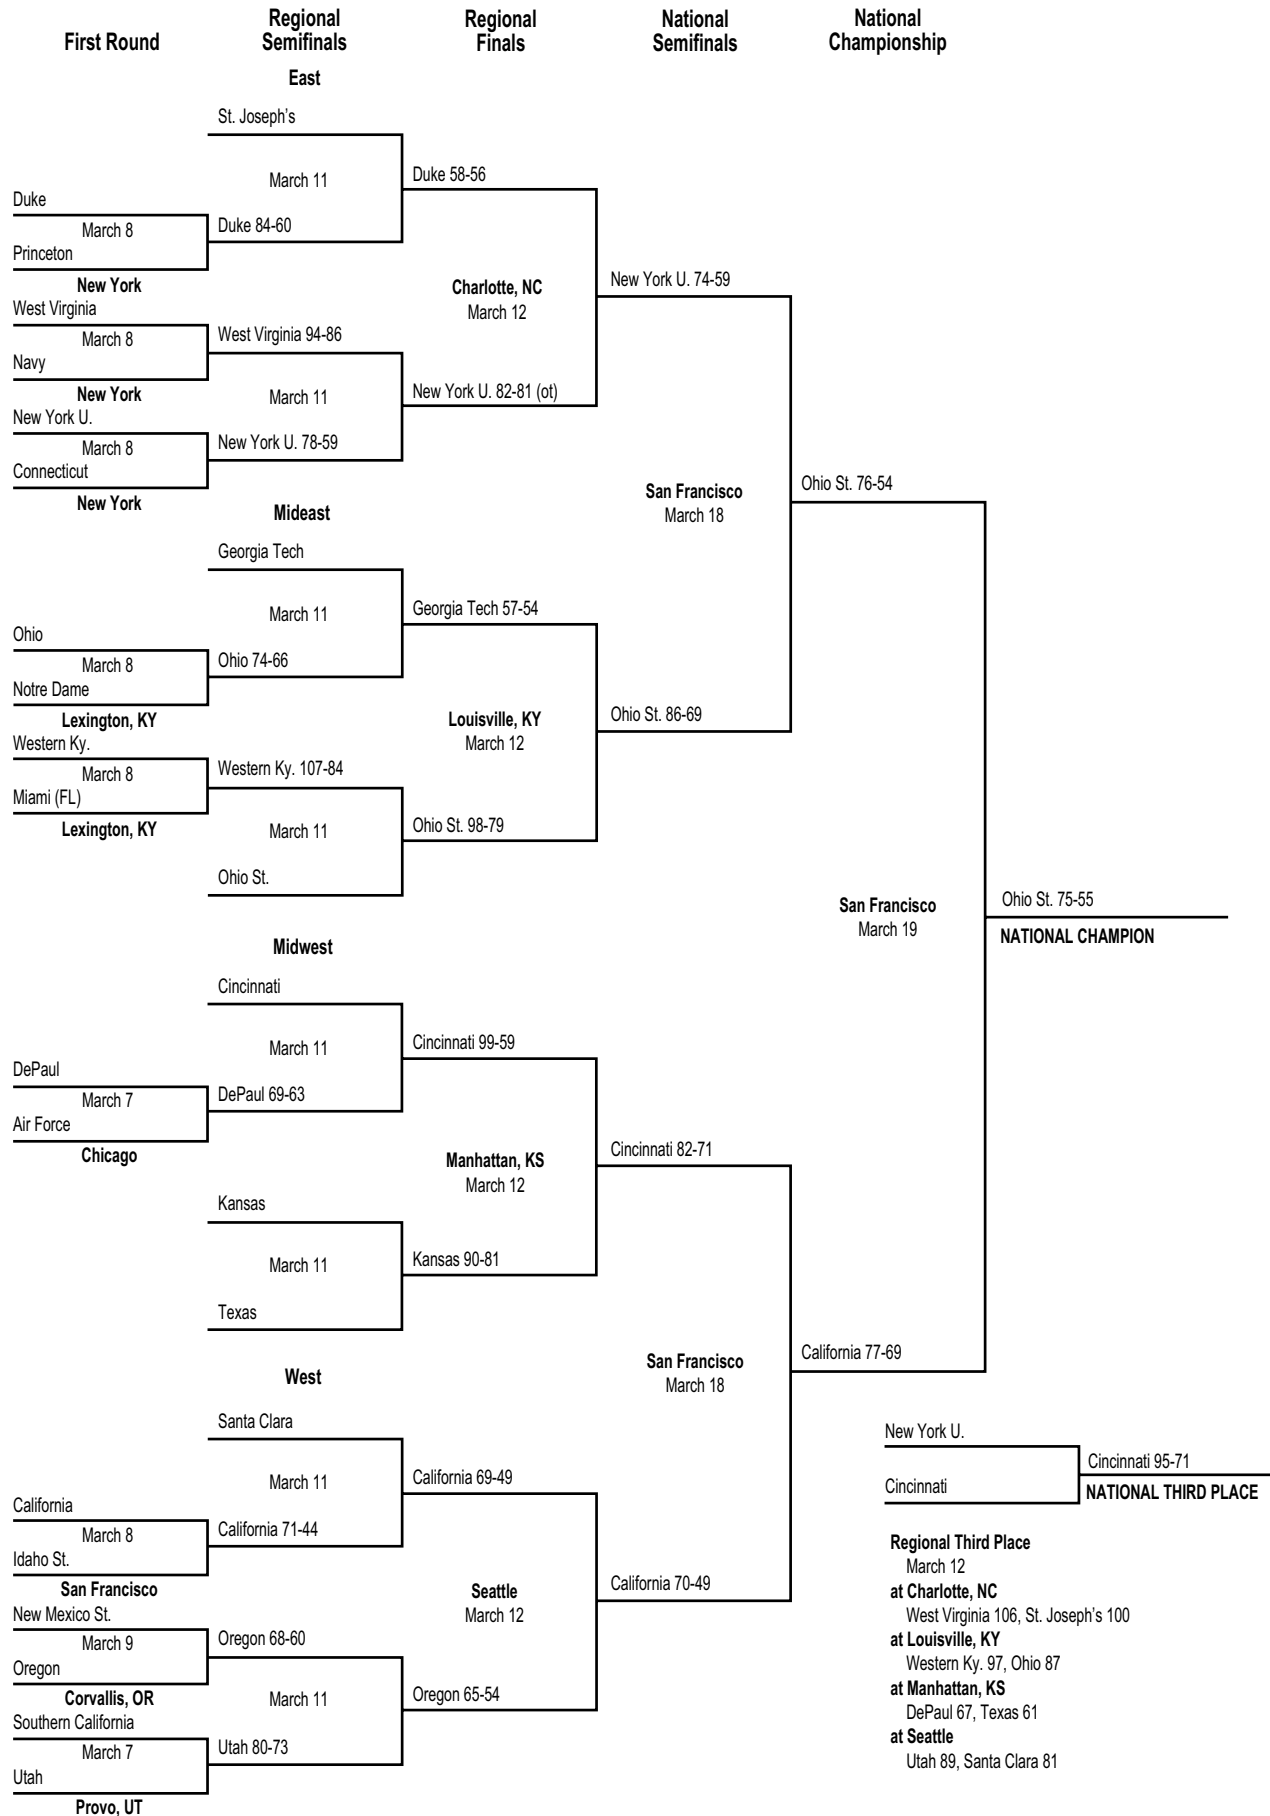 First Round
Regional
Semifinals
Regional
Finals
National
Semifinals
National
Championship
East
St. Joseph's
March 11
Duke 58-56
Duke
March 8
Duke 84-60
Princeton
New York
Charlotte, NC
March 12
New York U. 74-59
West Virginia
March 8
West Virginia 94-86
Navy
New York
March 11
New York U. 82-81 (ot)
New York U.
March 8
New York U. 78-59
Connecticut
New York
San Francisco
March 18
Ohio St. 76-54
Mideast
Georgia Tech
March 11
Georgia Tech 57-54
Ohio
March 8
Ohio 74-66
Notre Dame
Lexington, KY
Louisville, KY
March 12
Ohio St. 86-69
Western Ky.
March 8
Western Ky. 107-84
Miami (FL)
Lexington, KY
March 11
Ohio St. 98-79
Ohio St.
San Francisco
March 19
Ohio St. 75-55
NATIONAL CHAMPION
Midwest
Cincinnati
March 11
Cincinnati 99-59
DePaul
March 7
DePaul 69-63
Air Force
Chicago
Manhattan, KS
March 12
Cincinnati 82-71
Kansas
March 11
Kansas 90-81
Texas
San Francisco
March 18
California 77-69
West
Santa Clara
March 11
California 69-49
California
March 8
California 71-44
Idaho St.
San Francisco
Seattle
March 12
California 70-49
New Mexico St.
March 9
Oregon 68-60
Oregon
Corvallis, OR
March 11
Oregon 65-54
Southern California
March 7
Utah 80-73
Utah
Provo, UT
New York U.
Cincinnati
Cincinnati 95-71
NATIONAL THIRD PLACE
Regional Third Place
March 12
at Charlotte, NC
West Virginia 106, St. Joseph's 100
at Louisville, KY
Western Ky. 97, Ohio 87
at Manhattan, KS
DePaul 67, Texas 61
at Seattle
Utah 89, Santa Clara 81